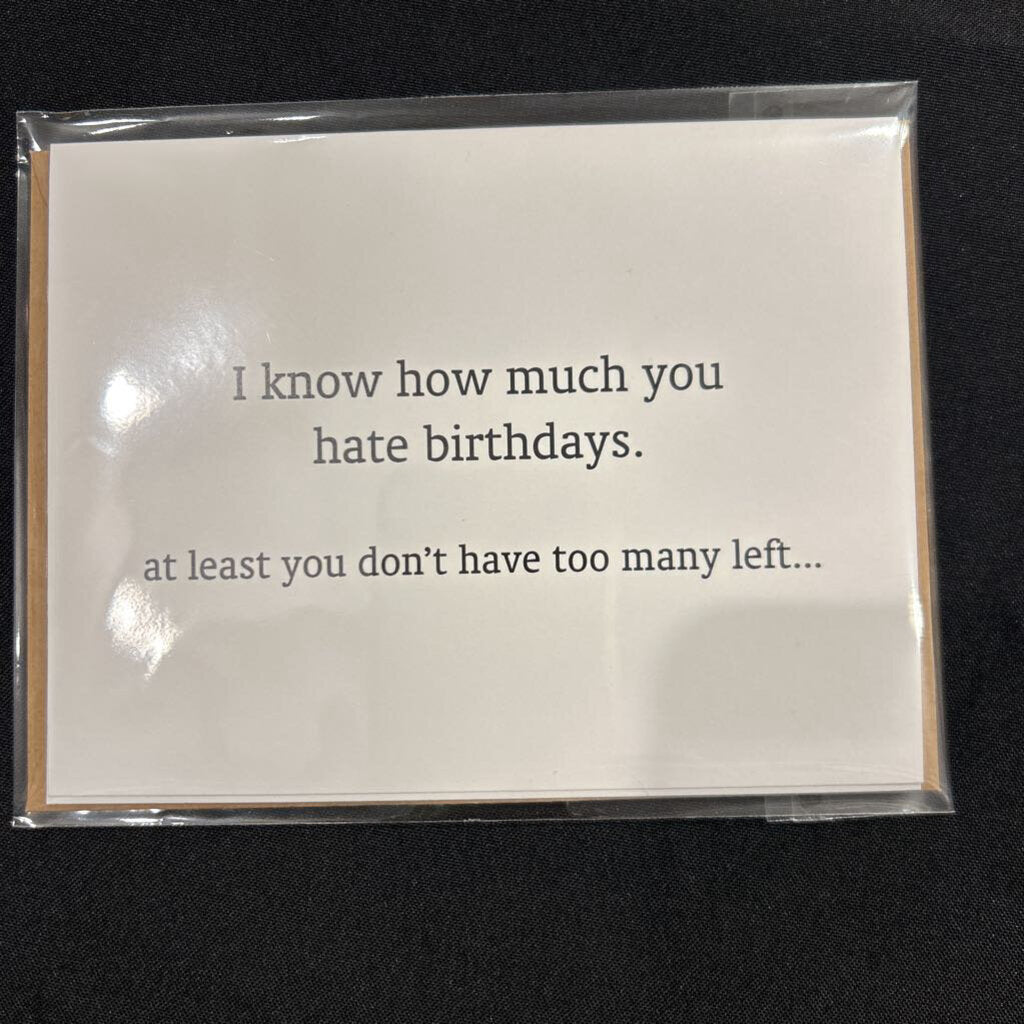 I know how much you
hate birthdays.
at least you don’t have too many left...